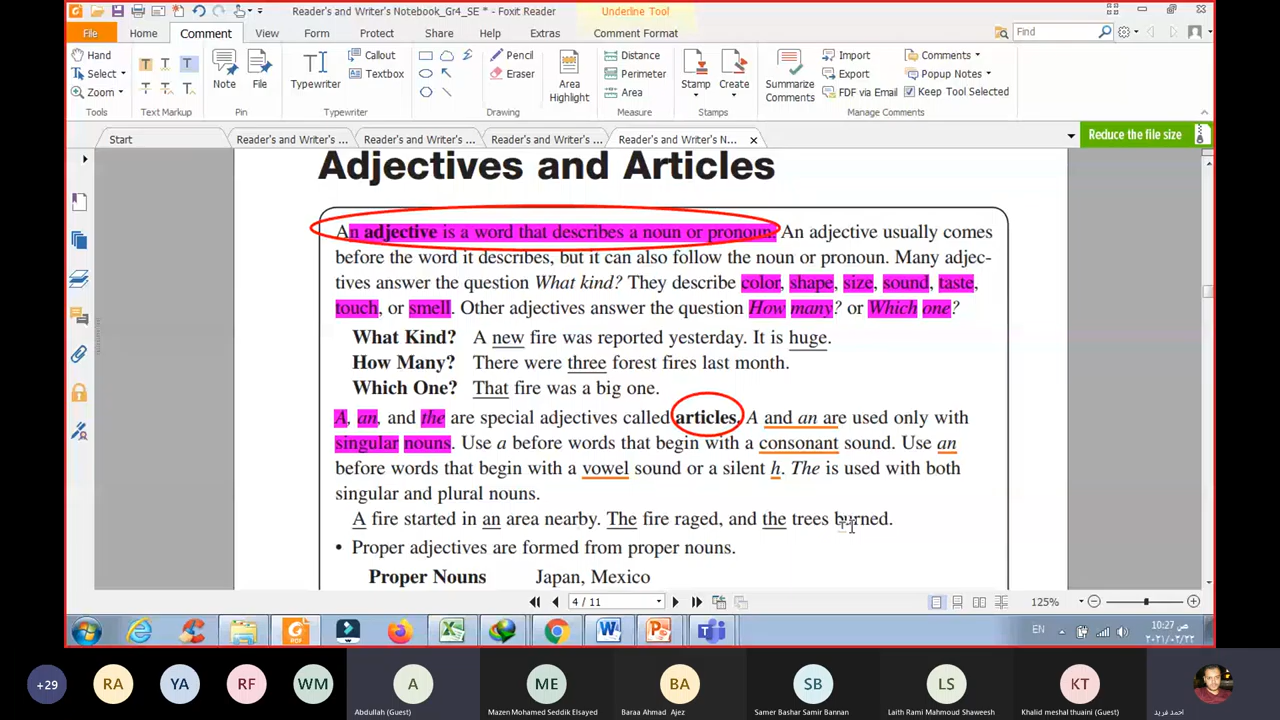 Reader's and Writer's Notebook_Gr4_SE * - Foxit Reader
Underline Tool
File Home Comment View Form Protect Share Help Extras Comment Format
Find
Hand
Select
Zoom
Tools
Text Markup
Note
File
Pin
Typewriter
Callout
Textbox
Typewriter
Pencil
Eraser
Drawing
Area Highlight
Distance
Perimeter
Area
Measure
Stamp
Create
Stamps
Summarize Comments
Import
Export
FDF via Email
Comments
Popup Notes
Keep Tool Selected
Manage Comments
Start
Reader's and Writer's ...
Reader's and Writer's ...
Reader's and Writer's ...
Reader's and Writer's N...
Reduce the file size
Adjectives and Articles
An adjective is a word that describes a noun or pronoun. An adjective usually comes
before the word it describes, but it can also follow the noun or pronoun. Many adjec-
tives answer the question What kind? They describe color, shape, size, sound, taste,
touch, or smell. Other adjectives answer the question How many? or Which one?
What Kind? A new fire was reported yesterday. It is huge.
How Many? There were three forest fires last month.
Which One? That fire was a big one.
A, an, and the are special adjectives called articles. A and an are used only with
singular nouns. Use a before words that begin with a consonant sound. Use an
before words that begin with a vowel sound or a silent h. The is used with both
singular and plural nouns.
A fire started in an area nearby. The fire raged, and the trees burned.
• Proper adjectives are formed from proper nouns.
Proper Nouns Japan, Mexico
4 / 11
125%
EN
ص 10:27
٢٠٢١/٠٣/٢٢
+29
RA
YA
RF
WM
A
Abdullah (Guest)
ME
Mazen Mohamed Seddik Elsayed
BA
Baraa Ahmad Ajez
SB
Samer Bashar Samir Bannan
LS
Laith Rami Mahmoud Shaweesh
KT
Khalid meshal thuaini (Guest)
احمد فريد